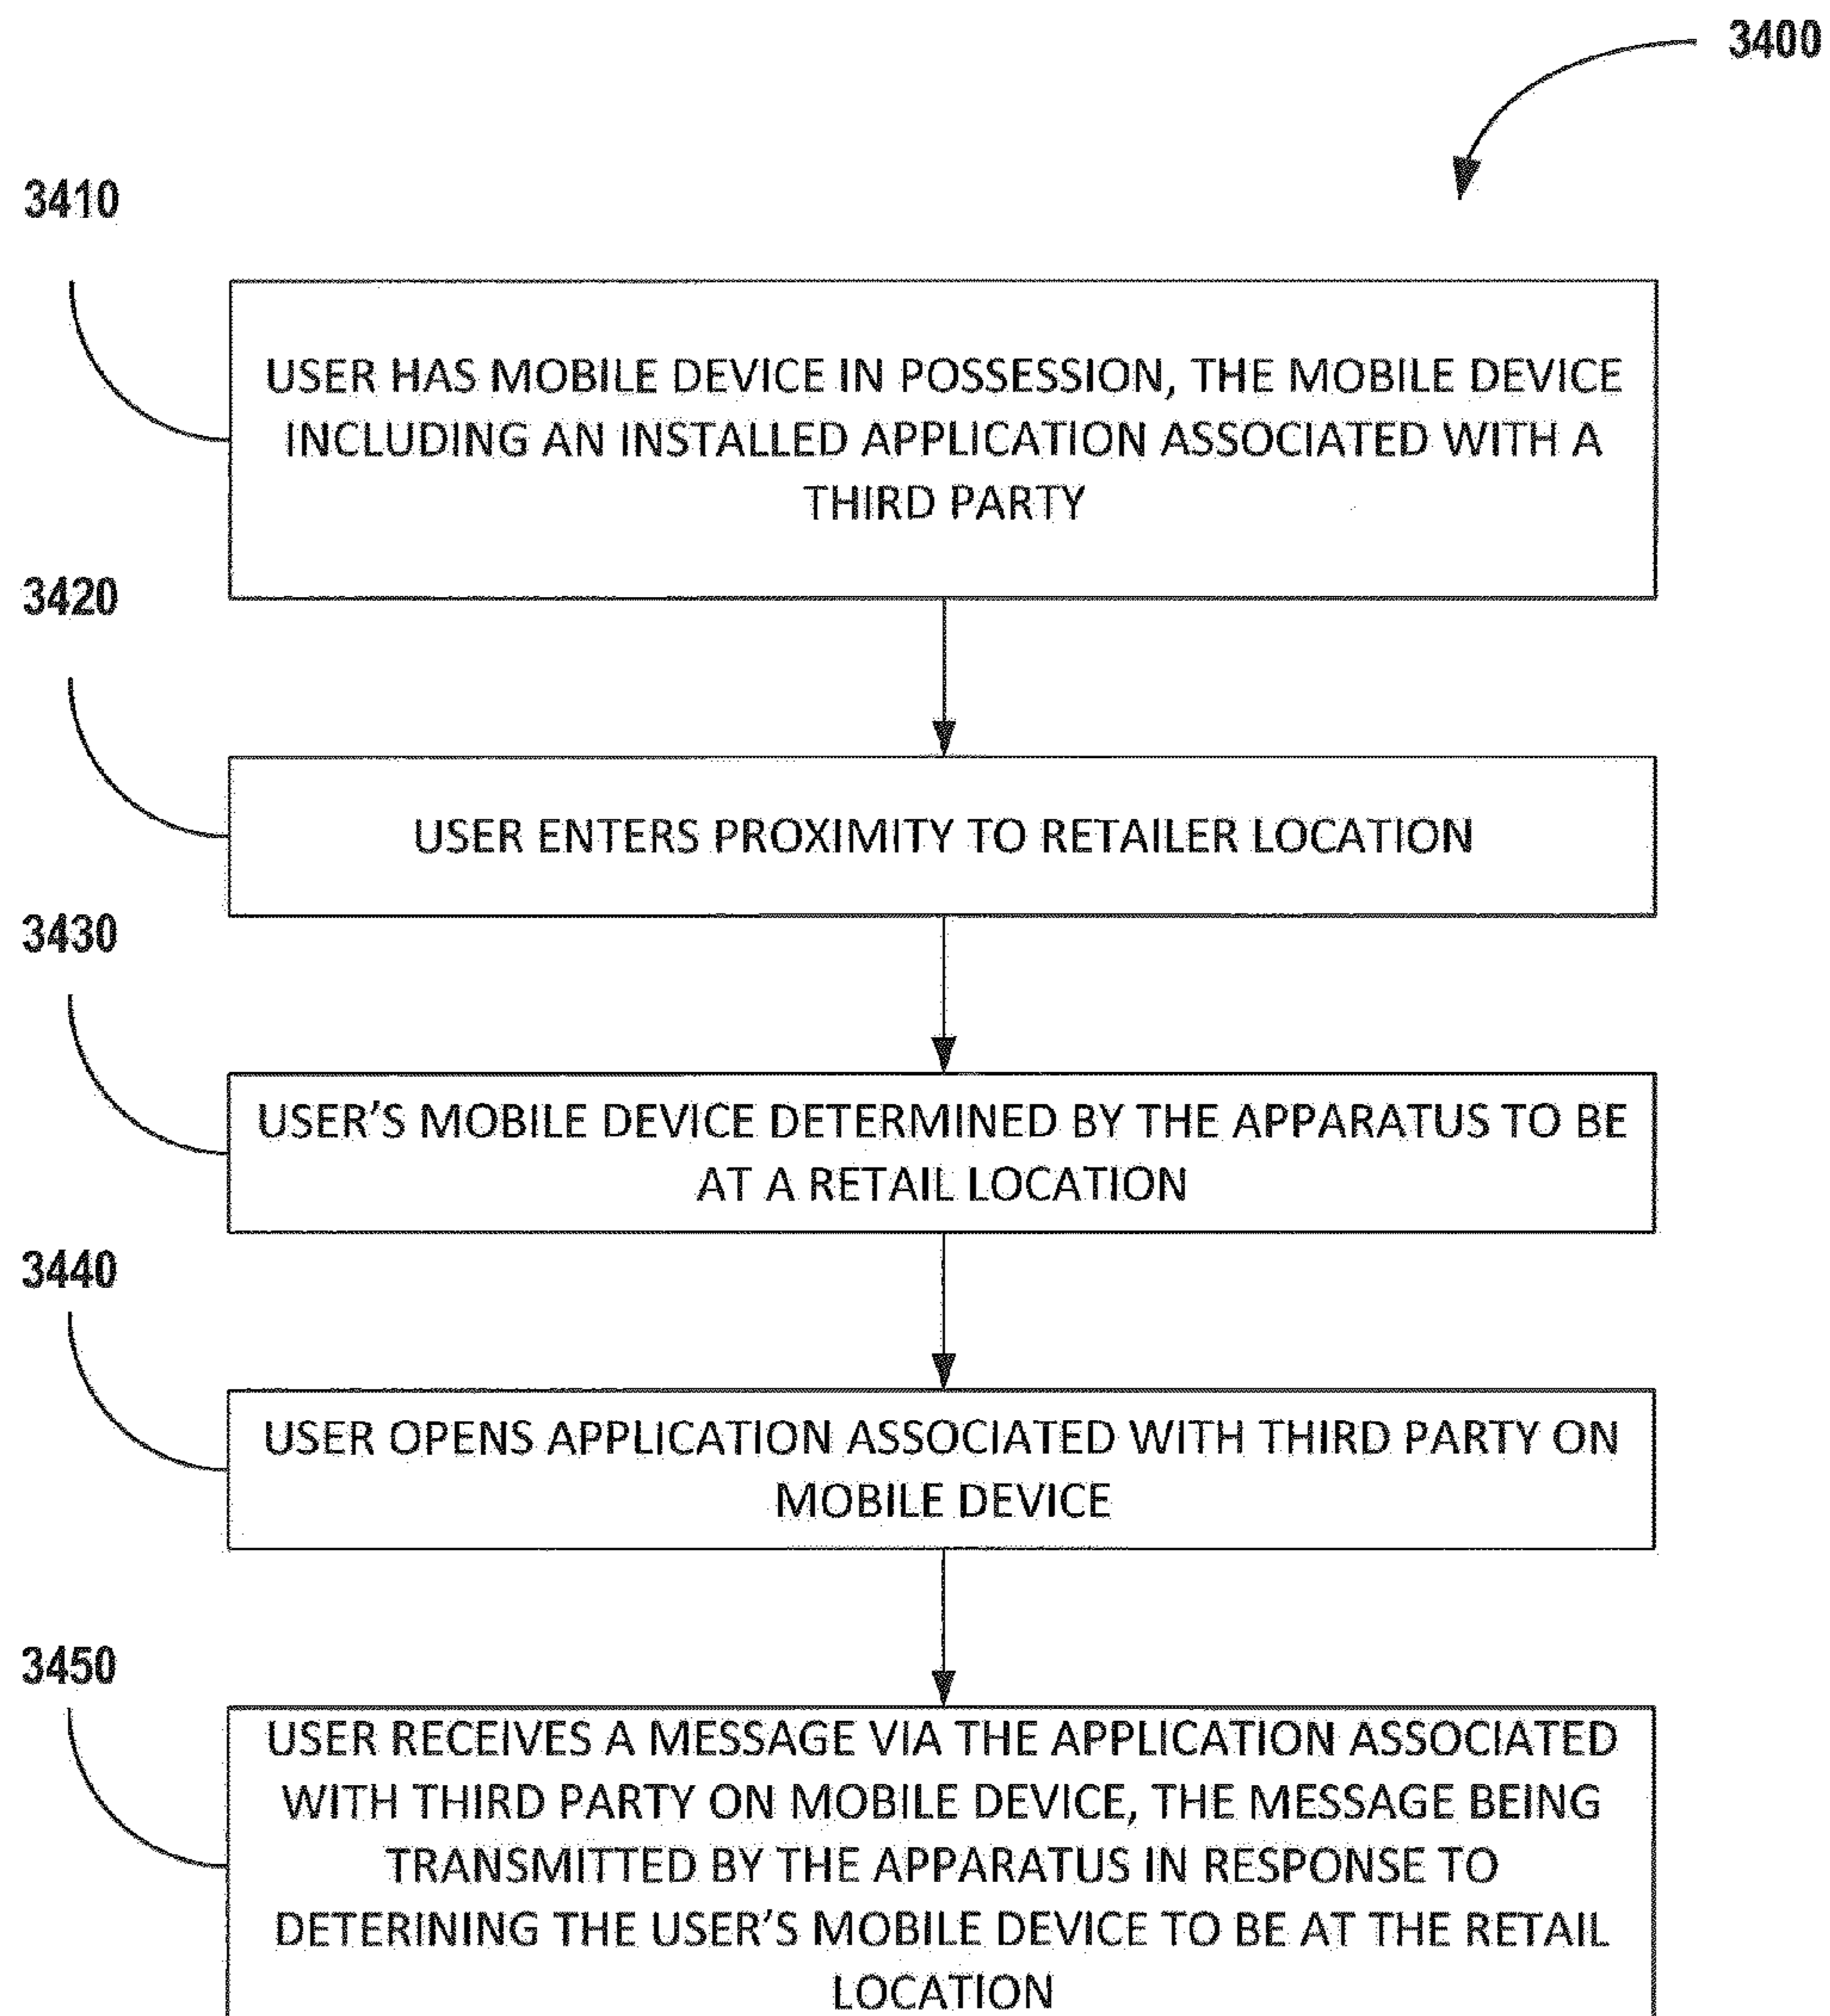 3400
3410
USER HAS MOBILE DEVICE IN POSSESSION, THE MOBILE DEVICE
INCLUDING AN INSTALLED APPLICATION ASSOCIATED WITH A
THIRD PARTY
3420
USER ENTERS PROXIMITY TO RETAILER LOCATION
3430
USER'S MOBILE DEVICE DETERMINED BY THE APPARATUS TO BE
AT A RETAIL LOCATION
3440
USER OPENS APPLICATION ASSOCIATED WITH THIRD PARTY ON
MOBILE DEVICE
3450
USER RECEIVES A MESSAGE VIA THE APPLICATION ASSOCIATED
WITH THIRD PARTY ON MOBILE DEVICE, THE MESSAGE BEING
TRANSMITTED BY THE APPARATUS IN RESPONSE TO
DETERINING THE USER'S MOBILE DEVICE TO BE AT THE RETAIL
LOCATION